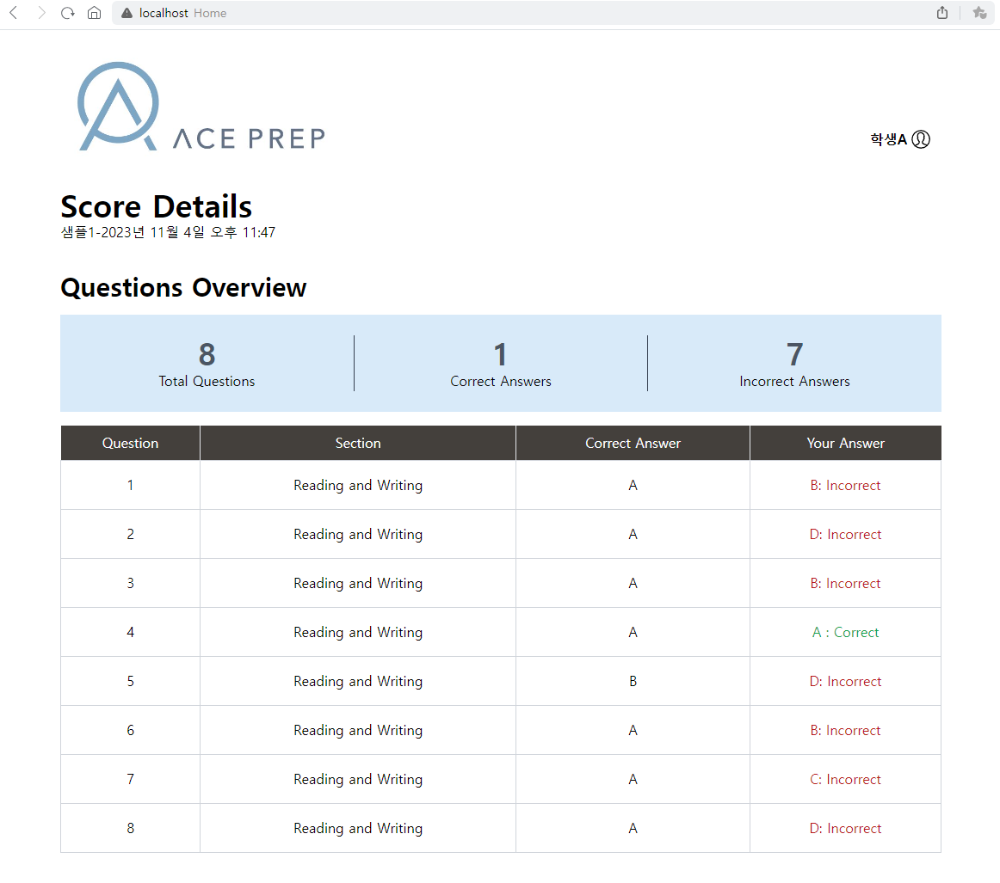 localhost Home
ACE PREP
학생A
Score Details
샘플1-2023년 11월 4일 오후 11:47
Questions Overview
8 1 7
Total Questions Correct Answers Incorrect Answers
Question Section Correct Answer Your Answer
1 Reading and Writing A B: Incorrect
2 Reading and Writing A D: Incorrect
3 Reading and Writing A B: Incorrect
4 Reading and Writing A A : Correct
5 Reading and Writing B D: Incorrect
6 Reading and Writing A B: Incorrect
7 Reading and Writing A C: Incorrect
8 Reading and Writing A D: Incorrect